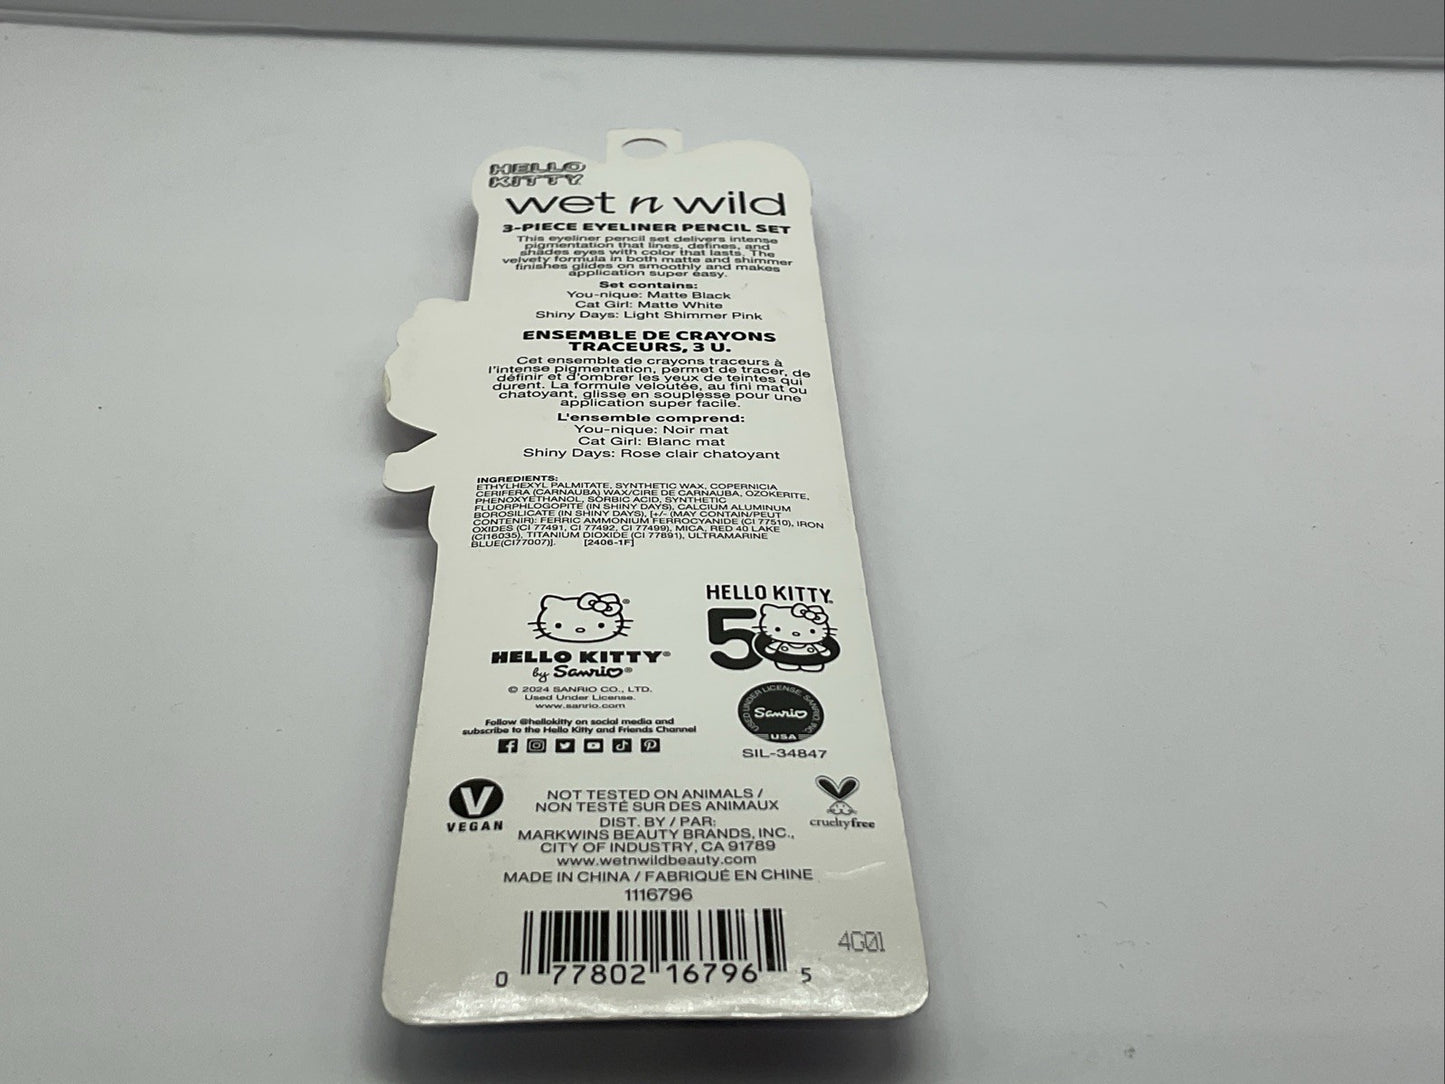 HELLO
KITTY
wet n wild
3-PIECE EYELINER PENCIL SET
This eyeliner pencil set delivers intense
pigmentation that lines, defines, and
shades eyes with color that lasts. The
velvety formula in both matte and shimmer
finishes glides on smoothly and makes
application super easy.
Set contains:
You-nique: Matte Black
Cat Girl: Matte White
Shiny Days: Light Shimmer Pink
ENSEMBLE DE CRAYONS
TRACEURS, 3 U.
Cet ensemble de crayons traceurs à
l'intense pigmentation, permet de tracer, de
définir et d'ombrer les yeux de teintes qui
durent. La formule veloutée, au fini mat ou
chatoyant, glisse en souplesse pour une
application super facile.
L'ensemble comprend:
You-nique: Noir mat
Cat Girl: Blanc mat
Shiny Days: Rose clair chatoyant
INGREDIENTS:
ETHYLHEXYL PALMITATE, SYNTHETIC WAX, COPERNICIA
CERIFERA (CARNAUBA) WAX/CIRE DE CARNAUBA, OZOKERITE,
PHENOXYETHANOL, SORBIC ACID, SYNTHETIC
FLUORPHLOGOPITE (IN SHINY DAYS), CALCIUM ALUMINUM
BOROSILICATE (IN SHINY DAYS), [+/- (MAY CONTAIN/PEUT
CONTENIR): FERRIC AMMONIUM FERROCYANIDE (CI 77510), IRON
OXIDES (CI 77491, CI 77492, CI 77499), MICA, RED 40 LAKE
(CI16035), TITANIUM DIOXIDE (CI 77891), ULTRAMARINE
BLUE(CI77007)]. [2406-1F]
HELLO KITTY®
by Sanrio®
© 2024 SANRIO CO., LTD.
Used Under License.
www.sanrio.com
Follow @hellokitty on social media and
subscribe to the Hello Kitty and Friends Channel
HELLO KITTY
50
USED UNDER LICENSE. SANRIO, INC.
Sanrio
USA
SIL-34847
V
VEGAN
NOT TESTED ON ANIMALS /
NON TESTÉ SUR DES ANIMAUX
DIST. BY / PAR:
MARKWINS BEAUTY BRANDS, INC.,
CITY OF INDUSTRY, CA 91789
www.wetnwildbeauty.com
MADE IN CHINA / FABRIQUÉ EN CHINE
1116796
cruelty free
4G01
0 77802 16796 5